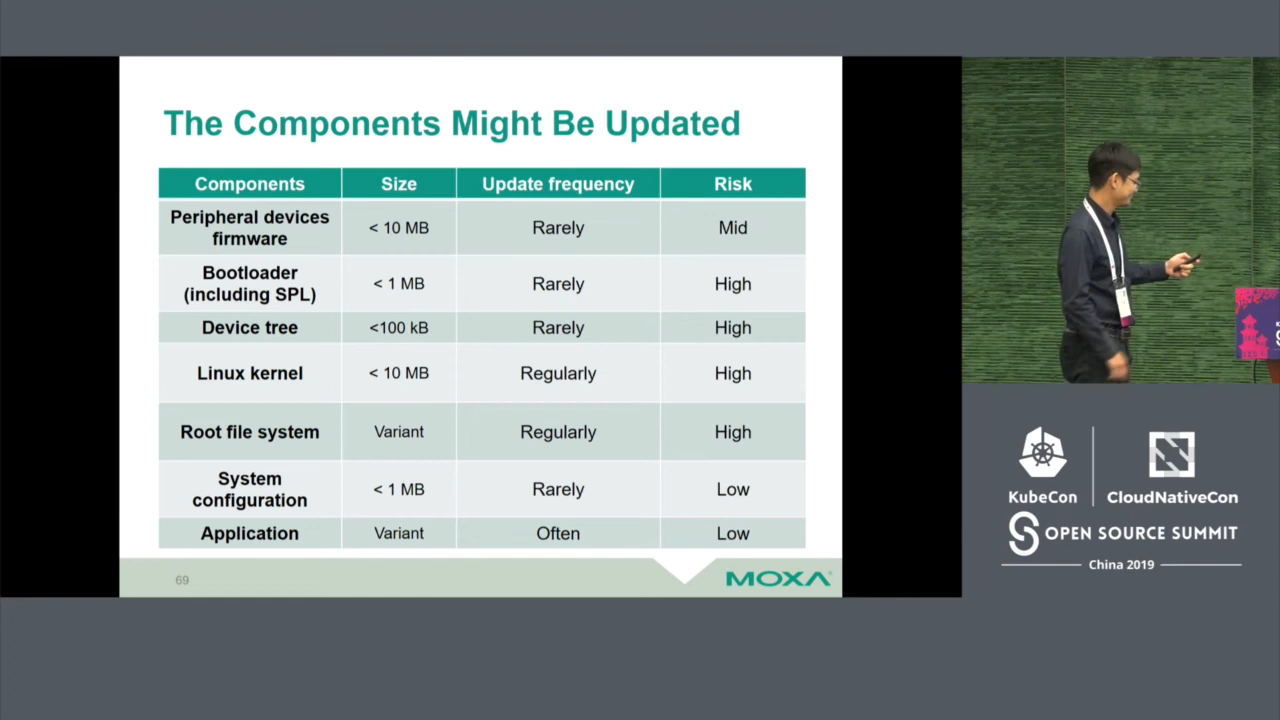 The Components Might Be Updated
Components Size Update frequency Risk
Peripheral devices
firmware
< 10 MB Rarely Mid
Bootloader
(including SPL)
< 1 MB Rarely High
Device tree <100 kB Rarely High
Linux kernel < 10 MB Regularly High
Root file system Variant Regularly High
System
configuration
< 1 MB Rarely Low
Application Variant Often Low
69
MOXA®
KubeCon
CloudNativeCon
OPEN SOURCE SUMMIT
China 2019